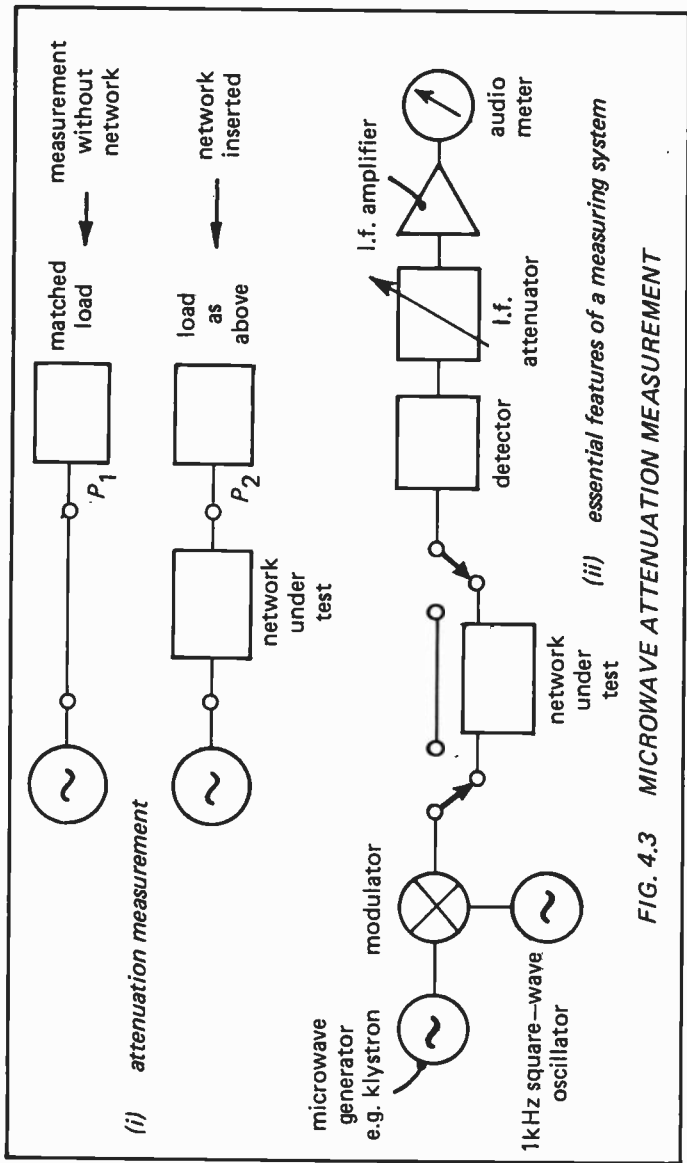 (i) attenuation measurement
matched
load
measurement
without
network
P1
load
as
above
network
inserted
P2
network
under
test
microwave
generator
e.g. klystron
modulator
1kHz square–wave
oscillator
network
under
test
detector
l.f.
attenuator
l.f. amplifier
audio
meter
(ii) essential features of a measuring system
FIG. 4.3 MICROWAVE ATTENUATION MEASUREMENT